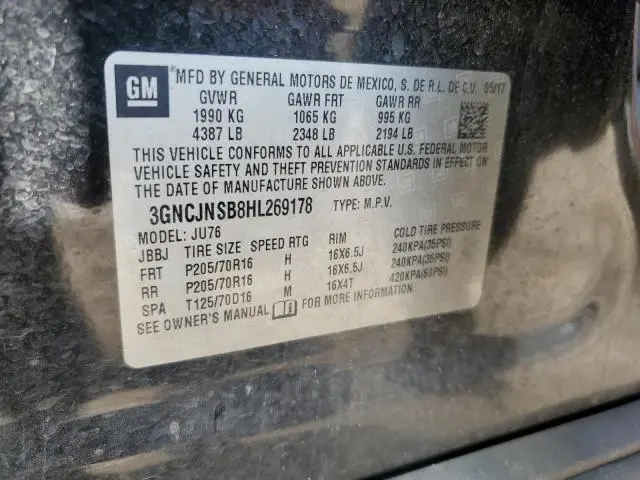 GM
*MFD BY GENERAL MOTORS DE MEXICO, S. DE R.L. DE C.V. 05/17
GVWR GAWR FRT GAWR RR
1990 KG 1065 KG 995 KG
4387 LB 2348 LB 2194 LB
THIS VEHICLE CONFORMS TO ALL APPLICABLE U.S. FEDERAL MOTOR
VEHICLE SAFETY AND THEFT PREVENTION STANDARDS IN EFFECT ON
THE DATE OF MANUFACTURE SHOWN ABOVE.
3GNCJNSB8HL269178 TYPE: M.P.V.
MODEL: JU76
JBBJ TIRE SIZE SPEED RTG RIM COLD TIRE PRESSURE
FRT P205/70R16 H 16X6.5J 240KPA(35PSI)
RR P205/70R16 H 16X6.5J 240KPA(35PSI)
SPA T125/70D16 M 16X4T 420KPA(60PSI)
SEE OWNER'S MANUAL FOR MORE INFORMATION.